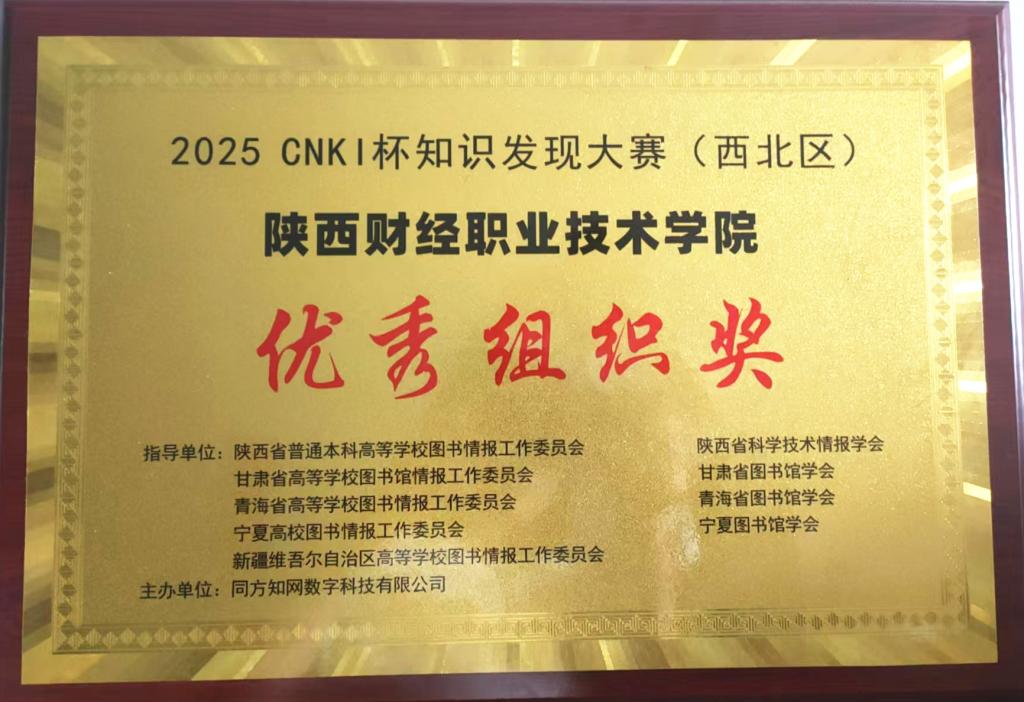 2025 CNKI杯知识发现大赛（西北区）
陕西财经职业技术学院
优秀组织奖
指导单位：陕西省普通本科高等学校图书情报工作委员会 陕西省科学技术情报学会
甘肃省高等学校图书馆情报工作委员会 甘肃省图书馆学会
青海省高等学校图书情报工作委员会 青海省图书馆学会
宁夏高校图书情报工作委员会 宁夏图书馆学会
新疆维吾尔自治区高等学校图书情报工作委员会
主办单位：同方知网数字科技有限公司